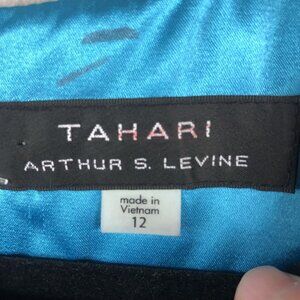 TAHARI
ARTHUR S. LEVINE
made in
Vietnam
12